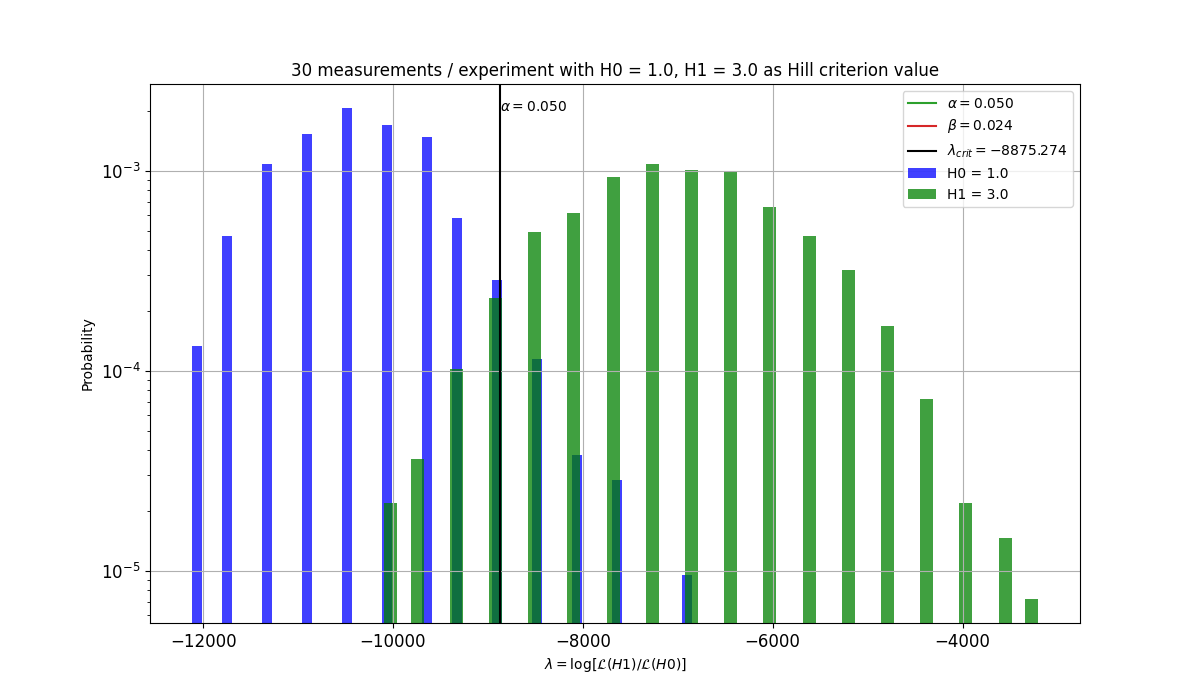 30 measurements / experiment with H0 = 1.0, H1 = 3.0 as Hill criterion value
α = 0.050
α = 0.050
β = 0.024
λ_crit = −8875.274
H0 = 1.0
H1 = 3.0
Probability
10⁻³
10⁻⁴
10⁻⁵
−12000 −10000 −8000 −6000 −4000
λ = log[ℒ(H1)/ℒ(H0)]